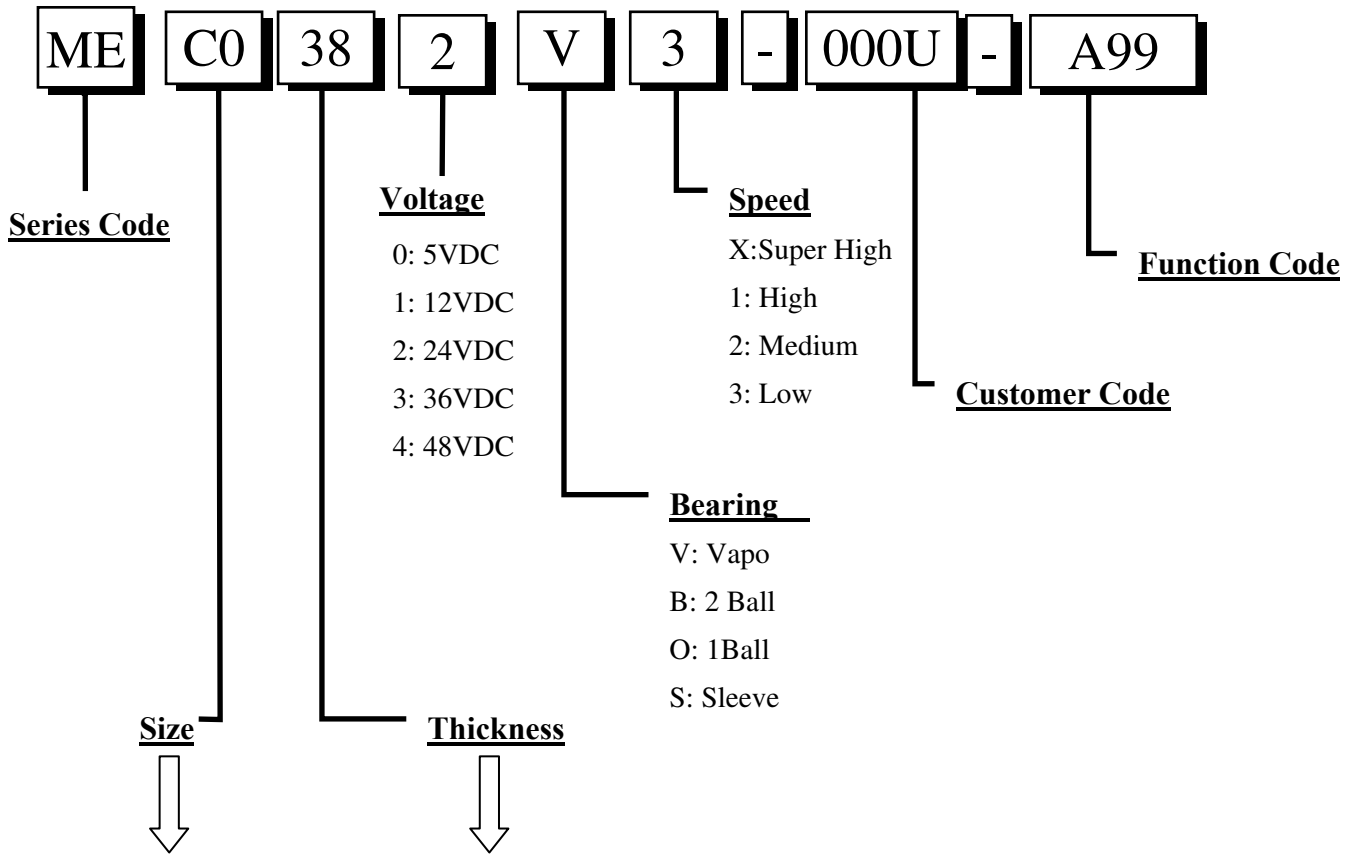 ME C0 38 2 V 3 - 000U - A99
Series Code
Voltage
0: 5VDC
1: 12VDC
2: 24VDC
3: 36VDC
4: 48VDC
Speed
X:Super High
1: High
2: Medium
3: Low
Function Code
Customer Code
Bearing
V: Vapo
B: 2 Ball
O: 1Ball
S: Sleeve
Size
Thickness